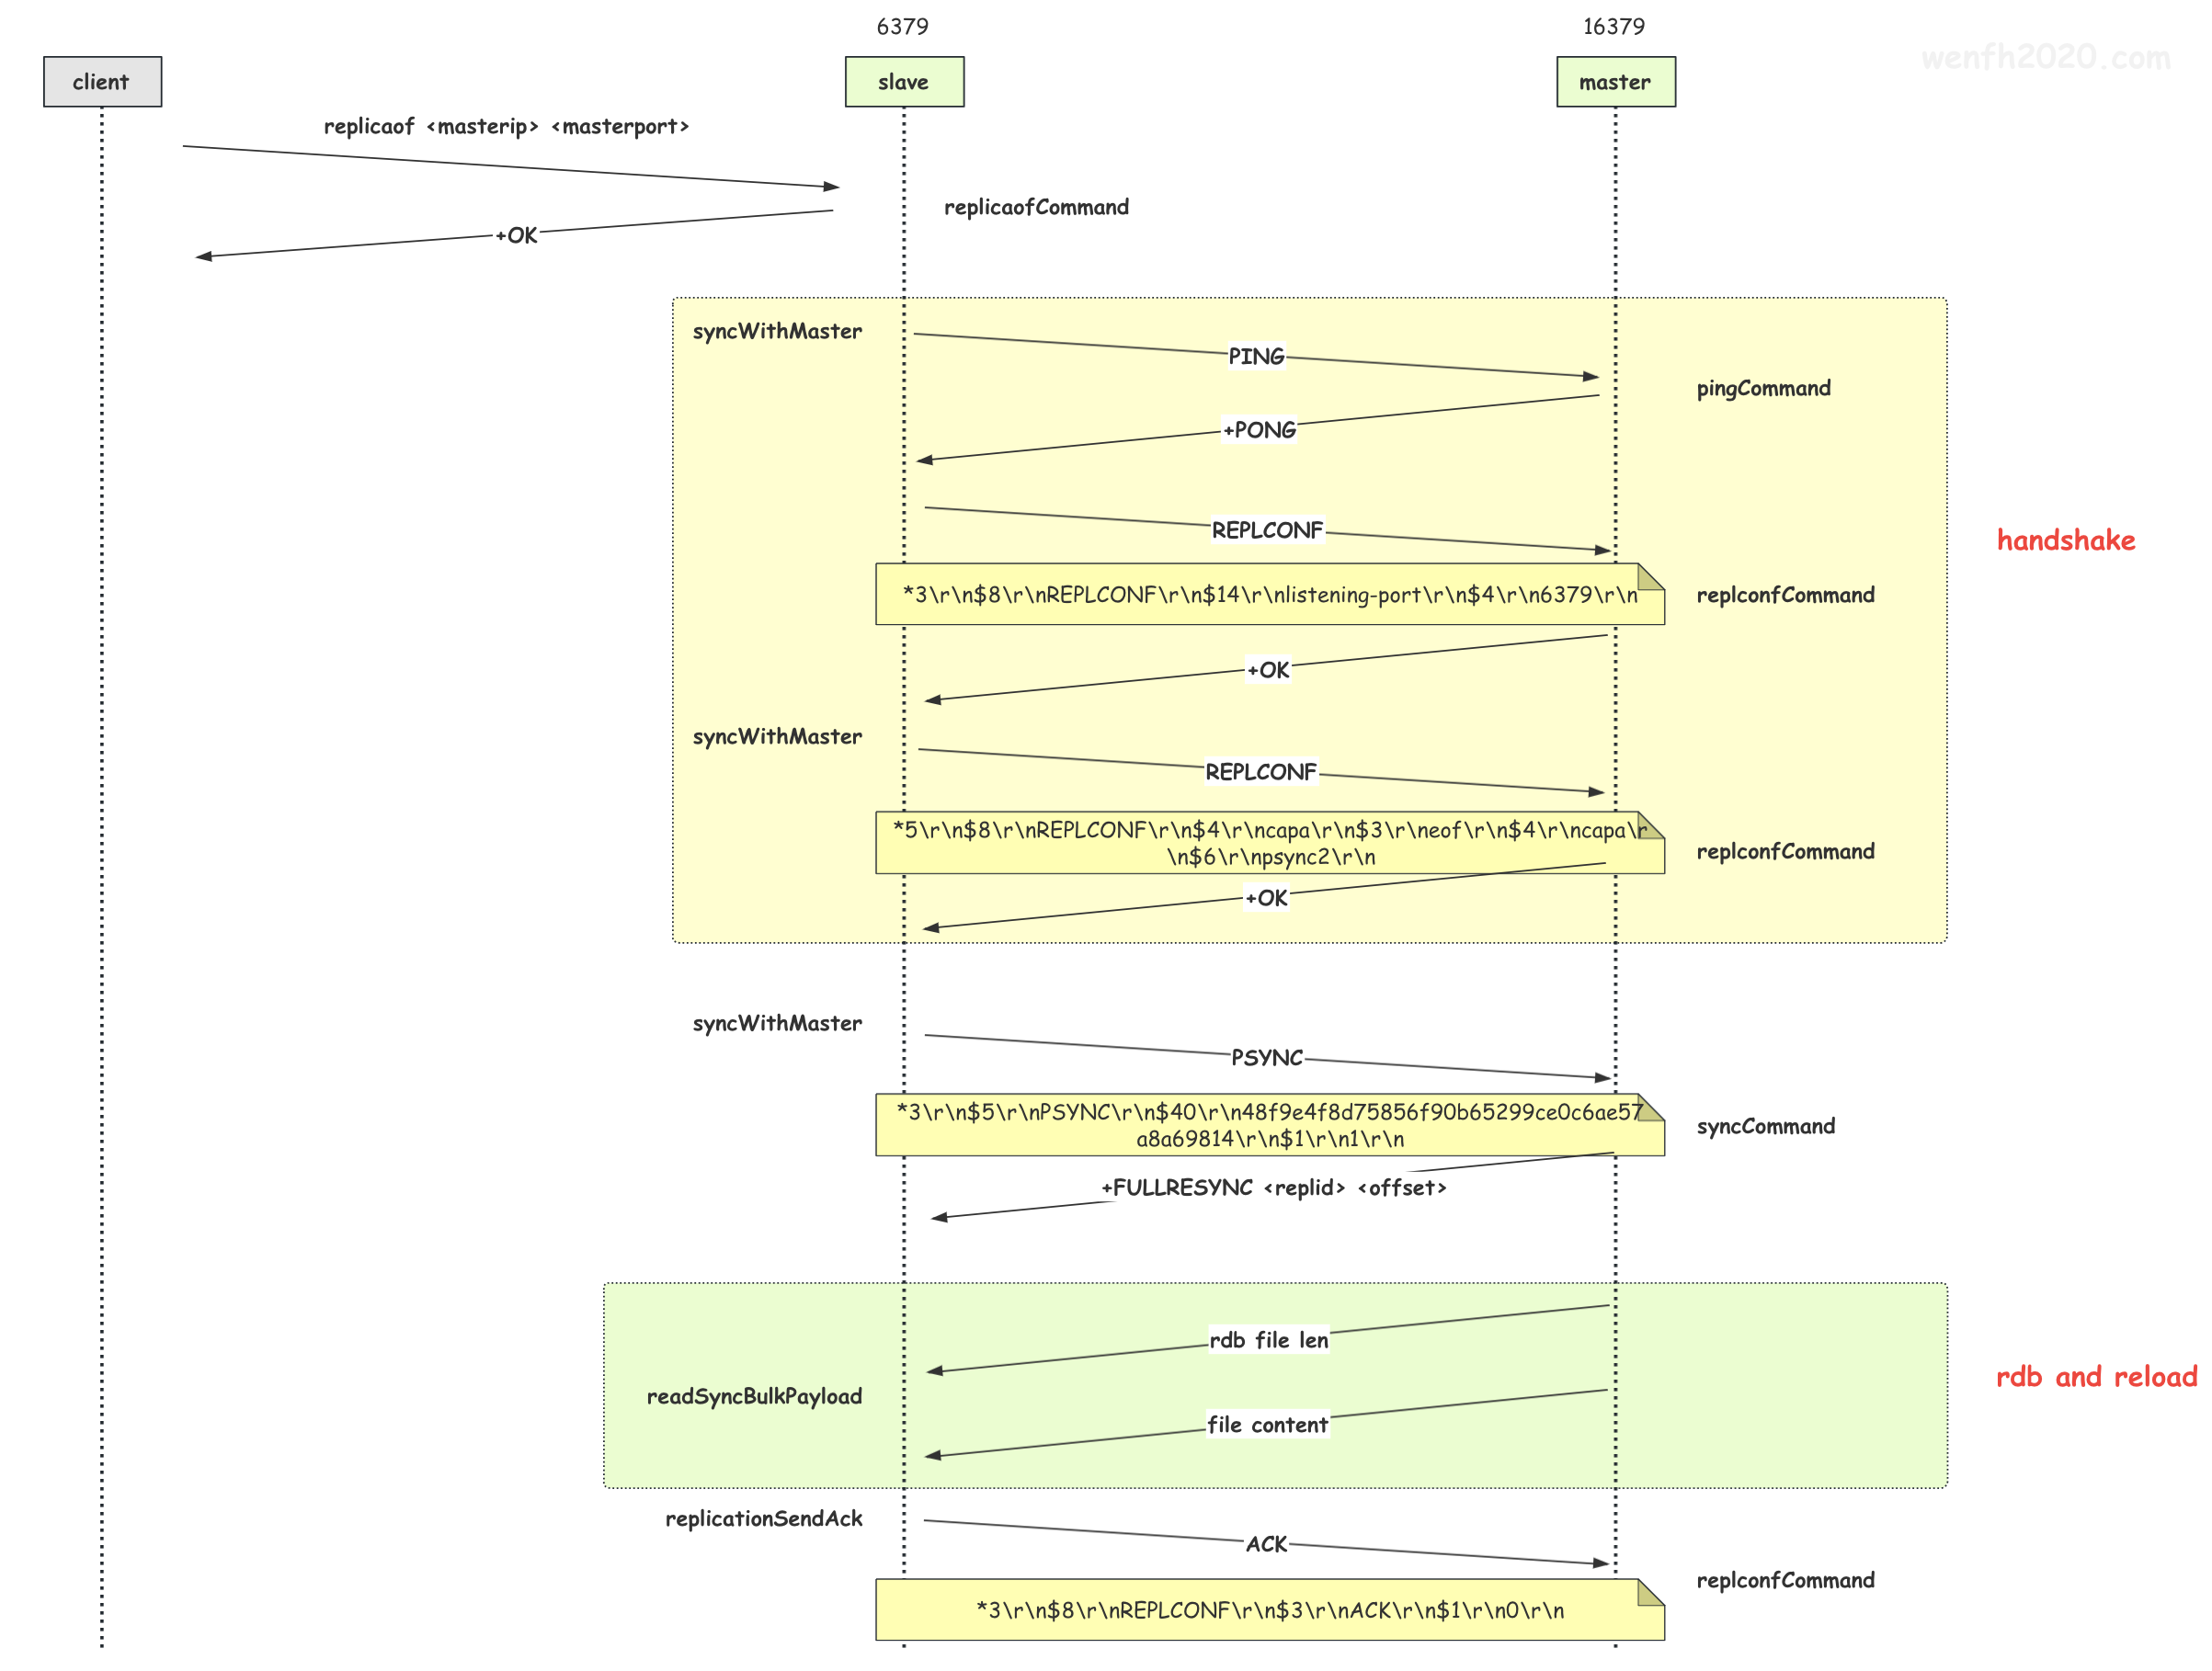 6379
16379
wenfh2020.com
client
slave
master
replicaof <masterip> <masterport>
replicaofCommand
+OK
syncWithMaster
PING
pingCommand
+PONG
REPLCONF
handshake
*3\r\n$8\r\nREPLCONF\r\n$14\r\nlistening-port\r\n$4\r\n6379\r\n
replconfCommand
+OK
syncWithMaster
REPLCONF
*5\r\n$8\r\nREPLCONF\r\n$4\r\ncapa\r\n$3\r\neof\r\n$4\r\ncapa\r
\n$6\r\npsync2\r\n
replconfCommand
+OK
syncWithMaster
PSYNC
*3\r\n$5\r\nPSYNC\r\n$40\r\n48f9e4f8d75856f90b65299ce0c6ae57
a8a69814\r\n$1\r\n1\r\n
syncCommand
+FULLRESYNC <replid> <offset>
rdb file len
rdb and reload
readSyncBulkPayload
file content
replicationSendAck
ACK
replconfCommand
*3\r\n$8\r\nREPLCONF\r\n$3\r\nACK\r\n$1\r\n0\r\n